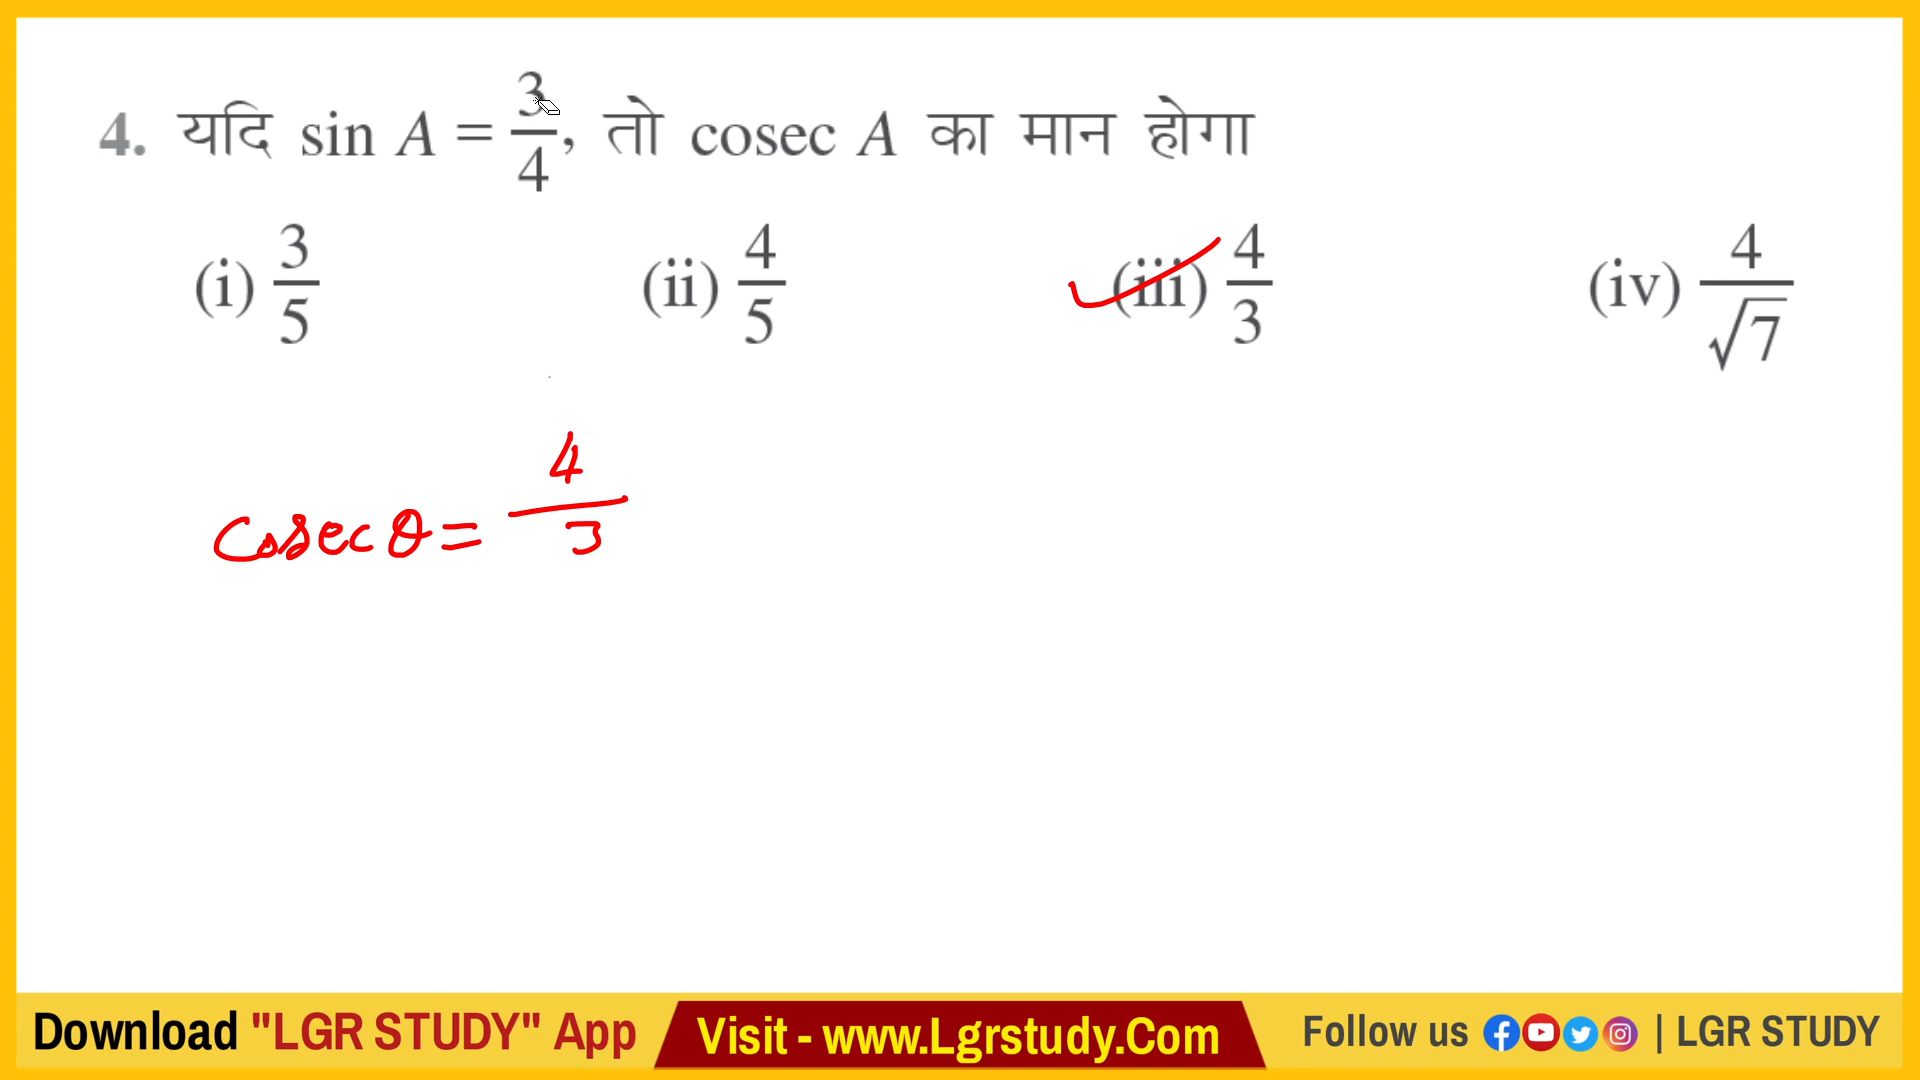 4. यदि sin A = 3/4, तो cosec A का मान होगा
(i) 3/5 (ii) 4/5 (iii) 4/3 (iv) 4/√7
cosec θ = 4/3
Download "LGR STUDY" App Visit - www.Lgrstudy.Com Follow us | LGR STUDY